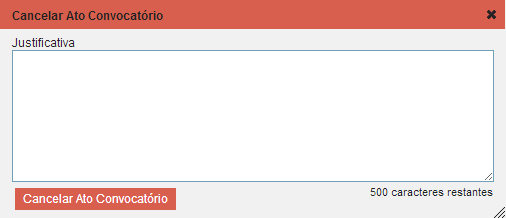 Cancelar Ato Convocatório
Justificativa
500 caracteres restantes
Cancelar Ato Convocatório